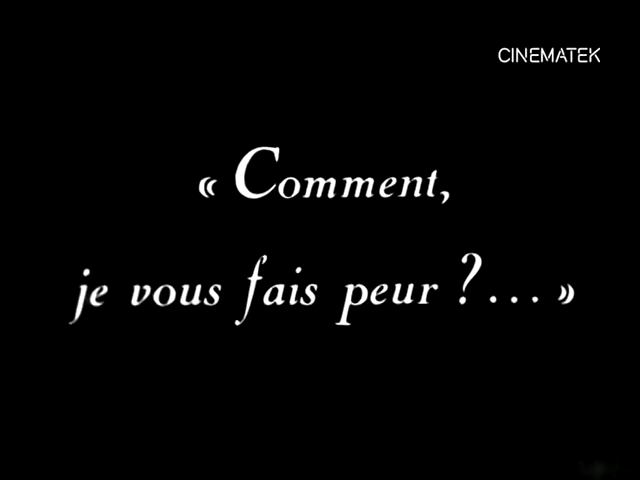 CINEMATEK
« Comment,
je vous fais peur ?... »